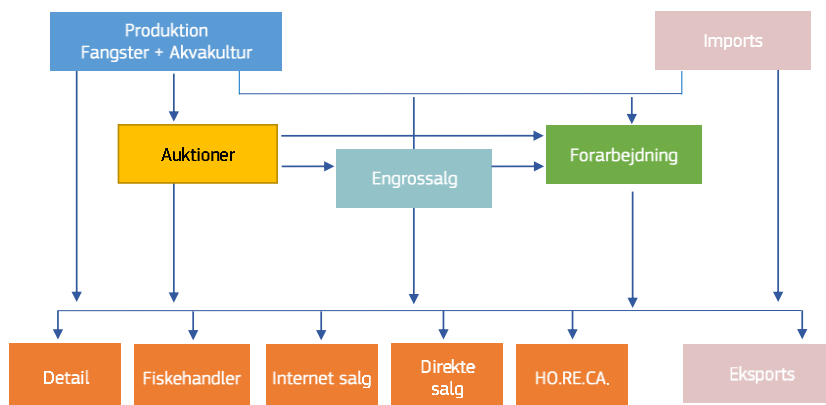 Produktion
Fangster + Akvakultur
Imports
Auktioner
Forarbejdning
Engrossalg
Detail
Fiskehandler
Internet salg
Direkte
salg
HO.RE.CA.
Eksports